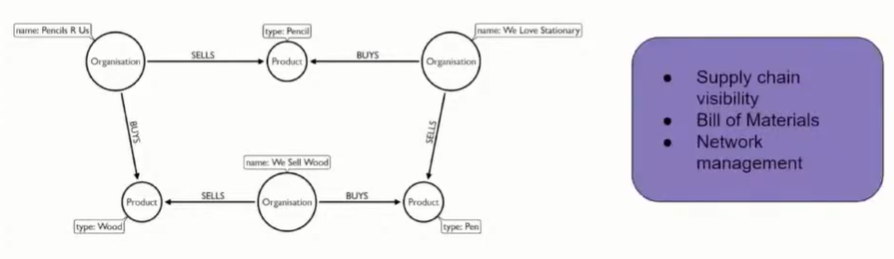 name: Pencils R Us
type: Pencil
name: We Love Stationary
Organisation
SELLS
Product
BUYS
Organisation
BUYS
SELLS
name: We Sell Wood
Product
SELLS
Organisation
BUYS
Product
type: Wood
type: Pen
● Supply chain
visibility
● Bill of Materials
● Network
management